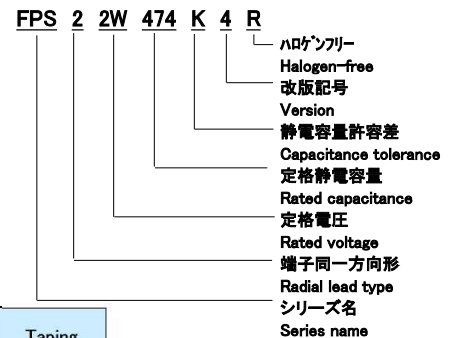 FPS 2 2W 474 K 4 R
ハロゲンフリー
Halogen-free
改版記号
Version
静電容量許容差
Capacitance tolerance
定格静電容量
Rated capacitance
定格電圧
Rated voltage
端子同一方向形
Radial lead type
シリーズ名
Series name
Taping